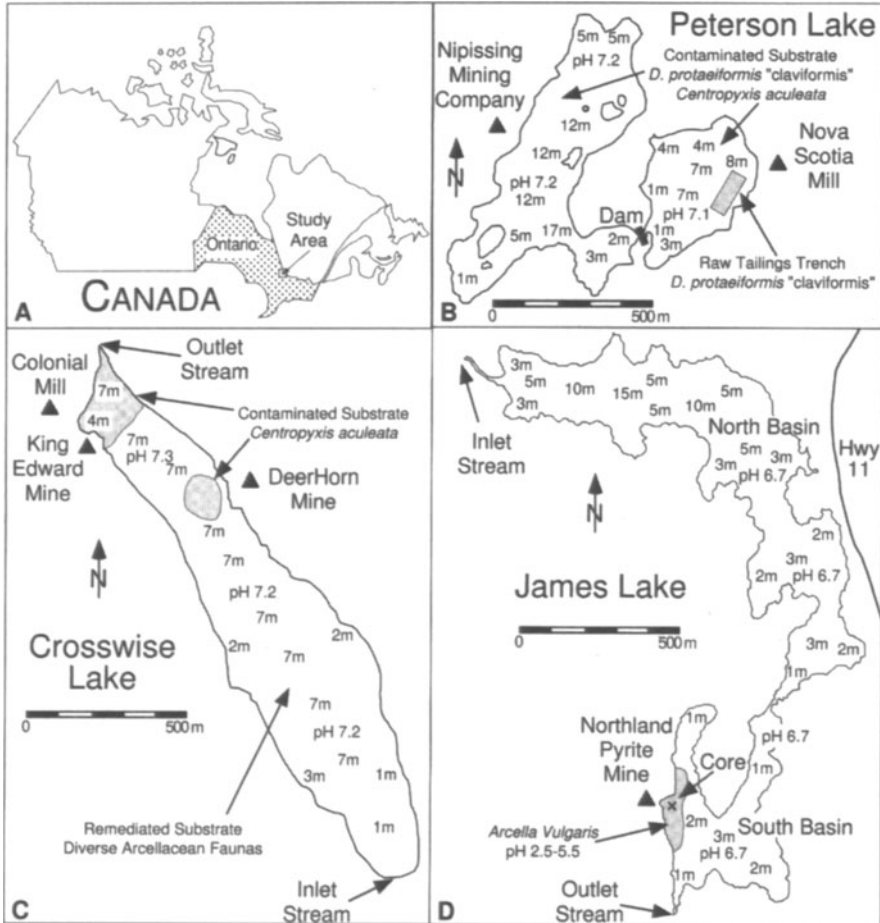 Ontario
Study
Area
CANADA
A
Peterson Lake
5m 5m
pH 7.2
Nipissing
Mining
Company
Contaminated Substrate
D. protaeiformis "claviformis"
Centropyxis aculeata
12m
12m
pH 7.2
12m
5m
17m
1m
N
Dam
2m
3m
4m
4m
7m
8m
1m
7m
pH 7.1
1m
3m
Nova
Scotia
Mill
Raw Tailings Trench
D. protaeiformis "claviformis"
0 500 m
B
Outlet
Stream
Colonial
Mill
7m
Contaminated Substrate
Centropyxis aculeata
4m
King
Edward
Mine
7m
pH 7.3
7m
DeerHorn
Mine
7m
7m
N
pH 7.2
7m
2m
2m
7m
Crosswise
Lake
0 500 m
7m
pH 7.2
7m
3m
1m
1m
Remediated Substrate
Diverse Arcellacean Faunas
Inlet
Stream
C
3m
5m
3m
10m
15m
5m
5m
10m
5m
Inlet
Stream
North Basin
5m
3m
3m
pH 6.7
Hwy
11
N
2m
3m
2m
pH 6.7
James Lake
0 500 m
3m
2m
1m
1m
pH 6.7
Northland
Pyrite
Mine
Core
1m
x
2m
South Basin
3m
pH 6.7
Arcella Vulgaris
pH 2.5-5.5
1m
2m
Outlet
Stream
D